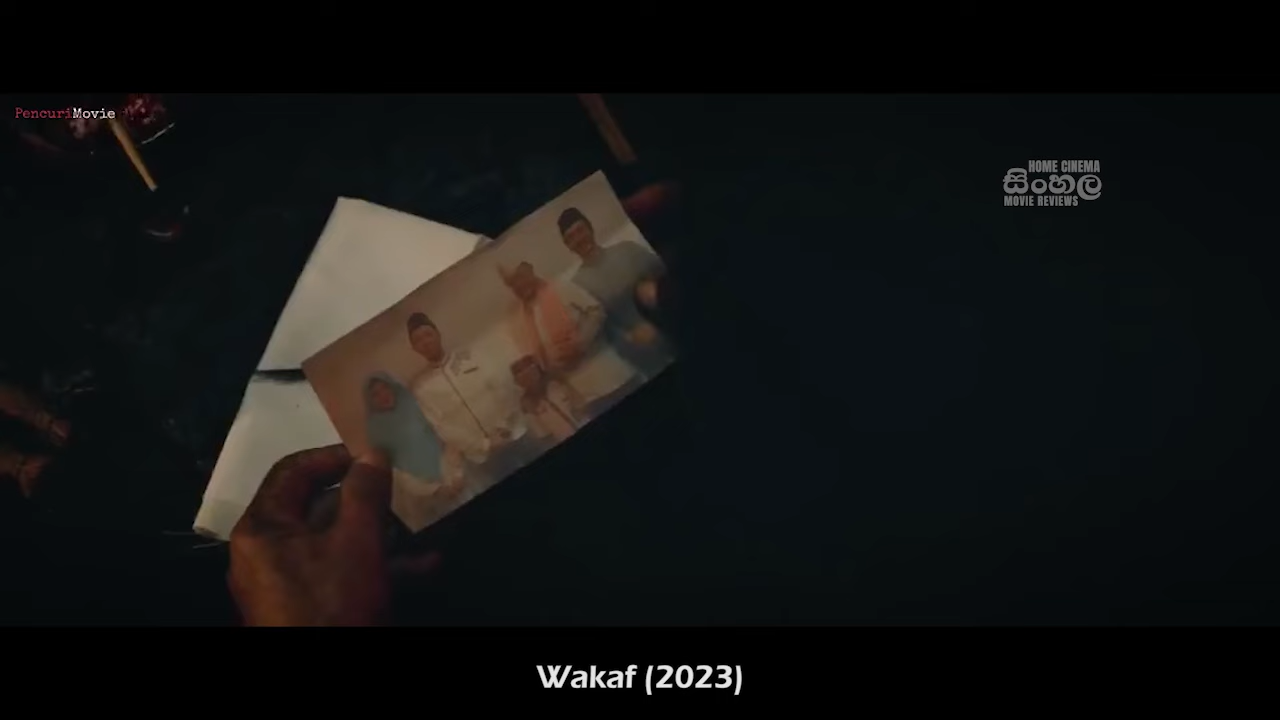 PencuriMovie
HOME CINEMA
සිංහල
MOVIE REVIEWS
Wakaf (2023)